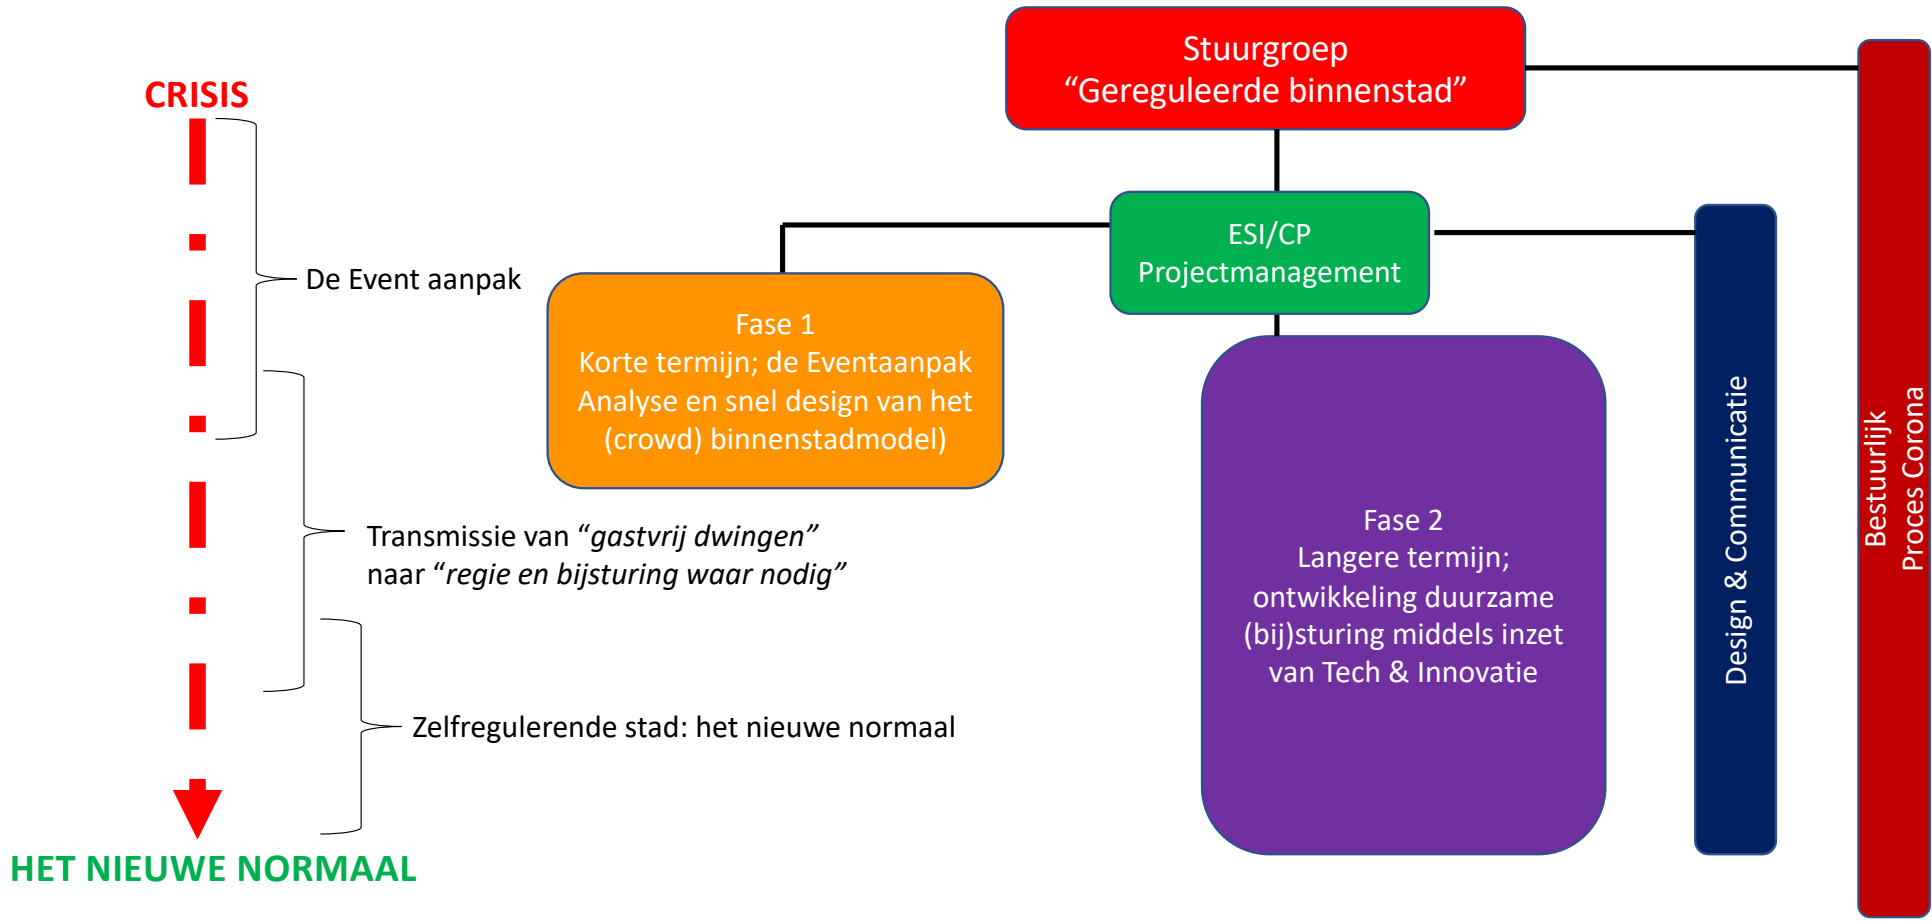 CRISIS
De Event aanpak
Transmissie van “gastvrij dwingen”
naar “regie en bijsturing waar nodig”
Zelfregulerende stad: het nieuwe normaal
HET NIEUWE NORMAAL
Stuurgroep
“Gereguleerde binnenstad”
ESI/CP
Projectmanagement
Fase 1
Korte termijn; de Eventaanpak
Analyse en snel design van het
(crowd) binnenstadmodel)
Fase 2
Langere termijn;
ontwikkeling duurzame
(bij)sturing middels inzet
van Tech & Innovatie
Design & Communicatie
Bestuurlijk
Proces Corona